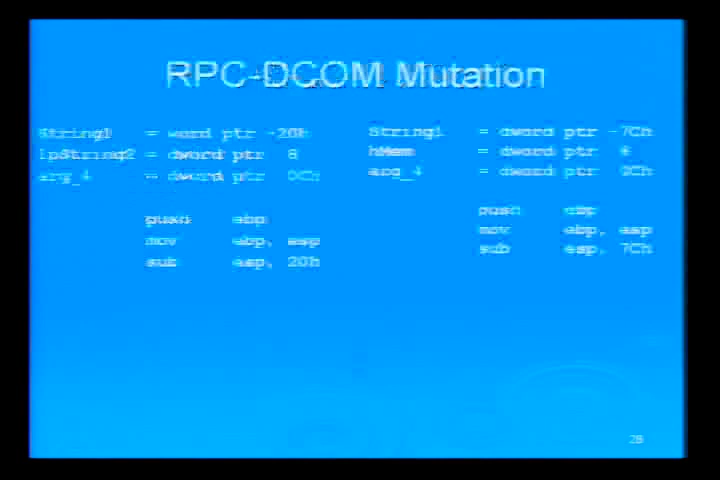 RPC-DCOM Mutation
String1 = word ptr -20h
lpString2 = dword ptr 8
arg_4 = dword ptr 0Ch
push ebp
mov ebp, esp
sub esp, 20h
String1 = dword ptr -7Ch
hMem = dword ptr 8
arg_4 = dword ptr 0Ch
push ebp
mov ebp, esp
sub esp, 7Ch
28